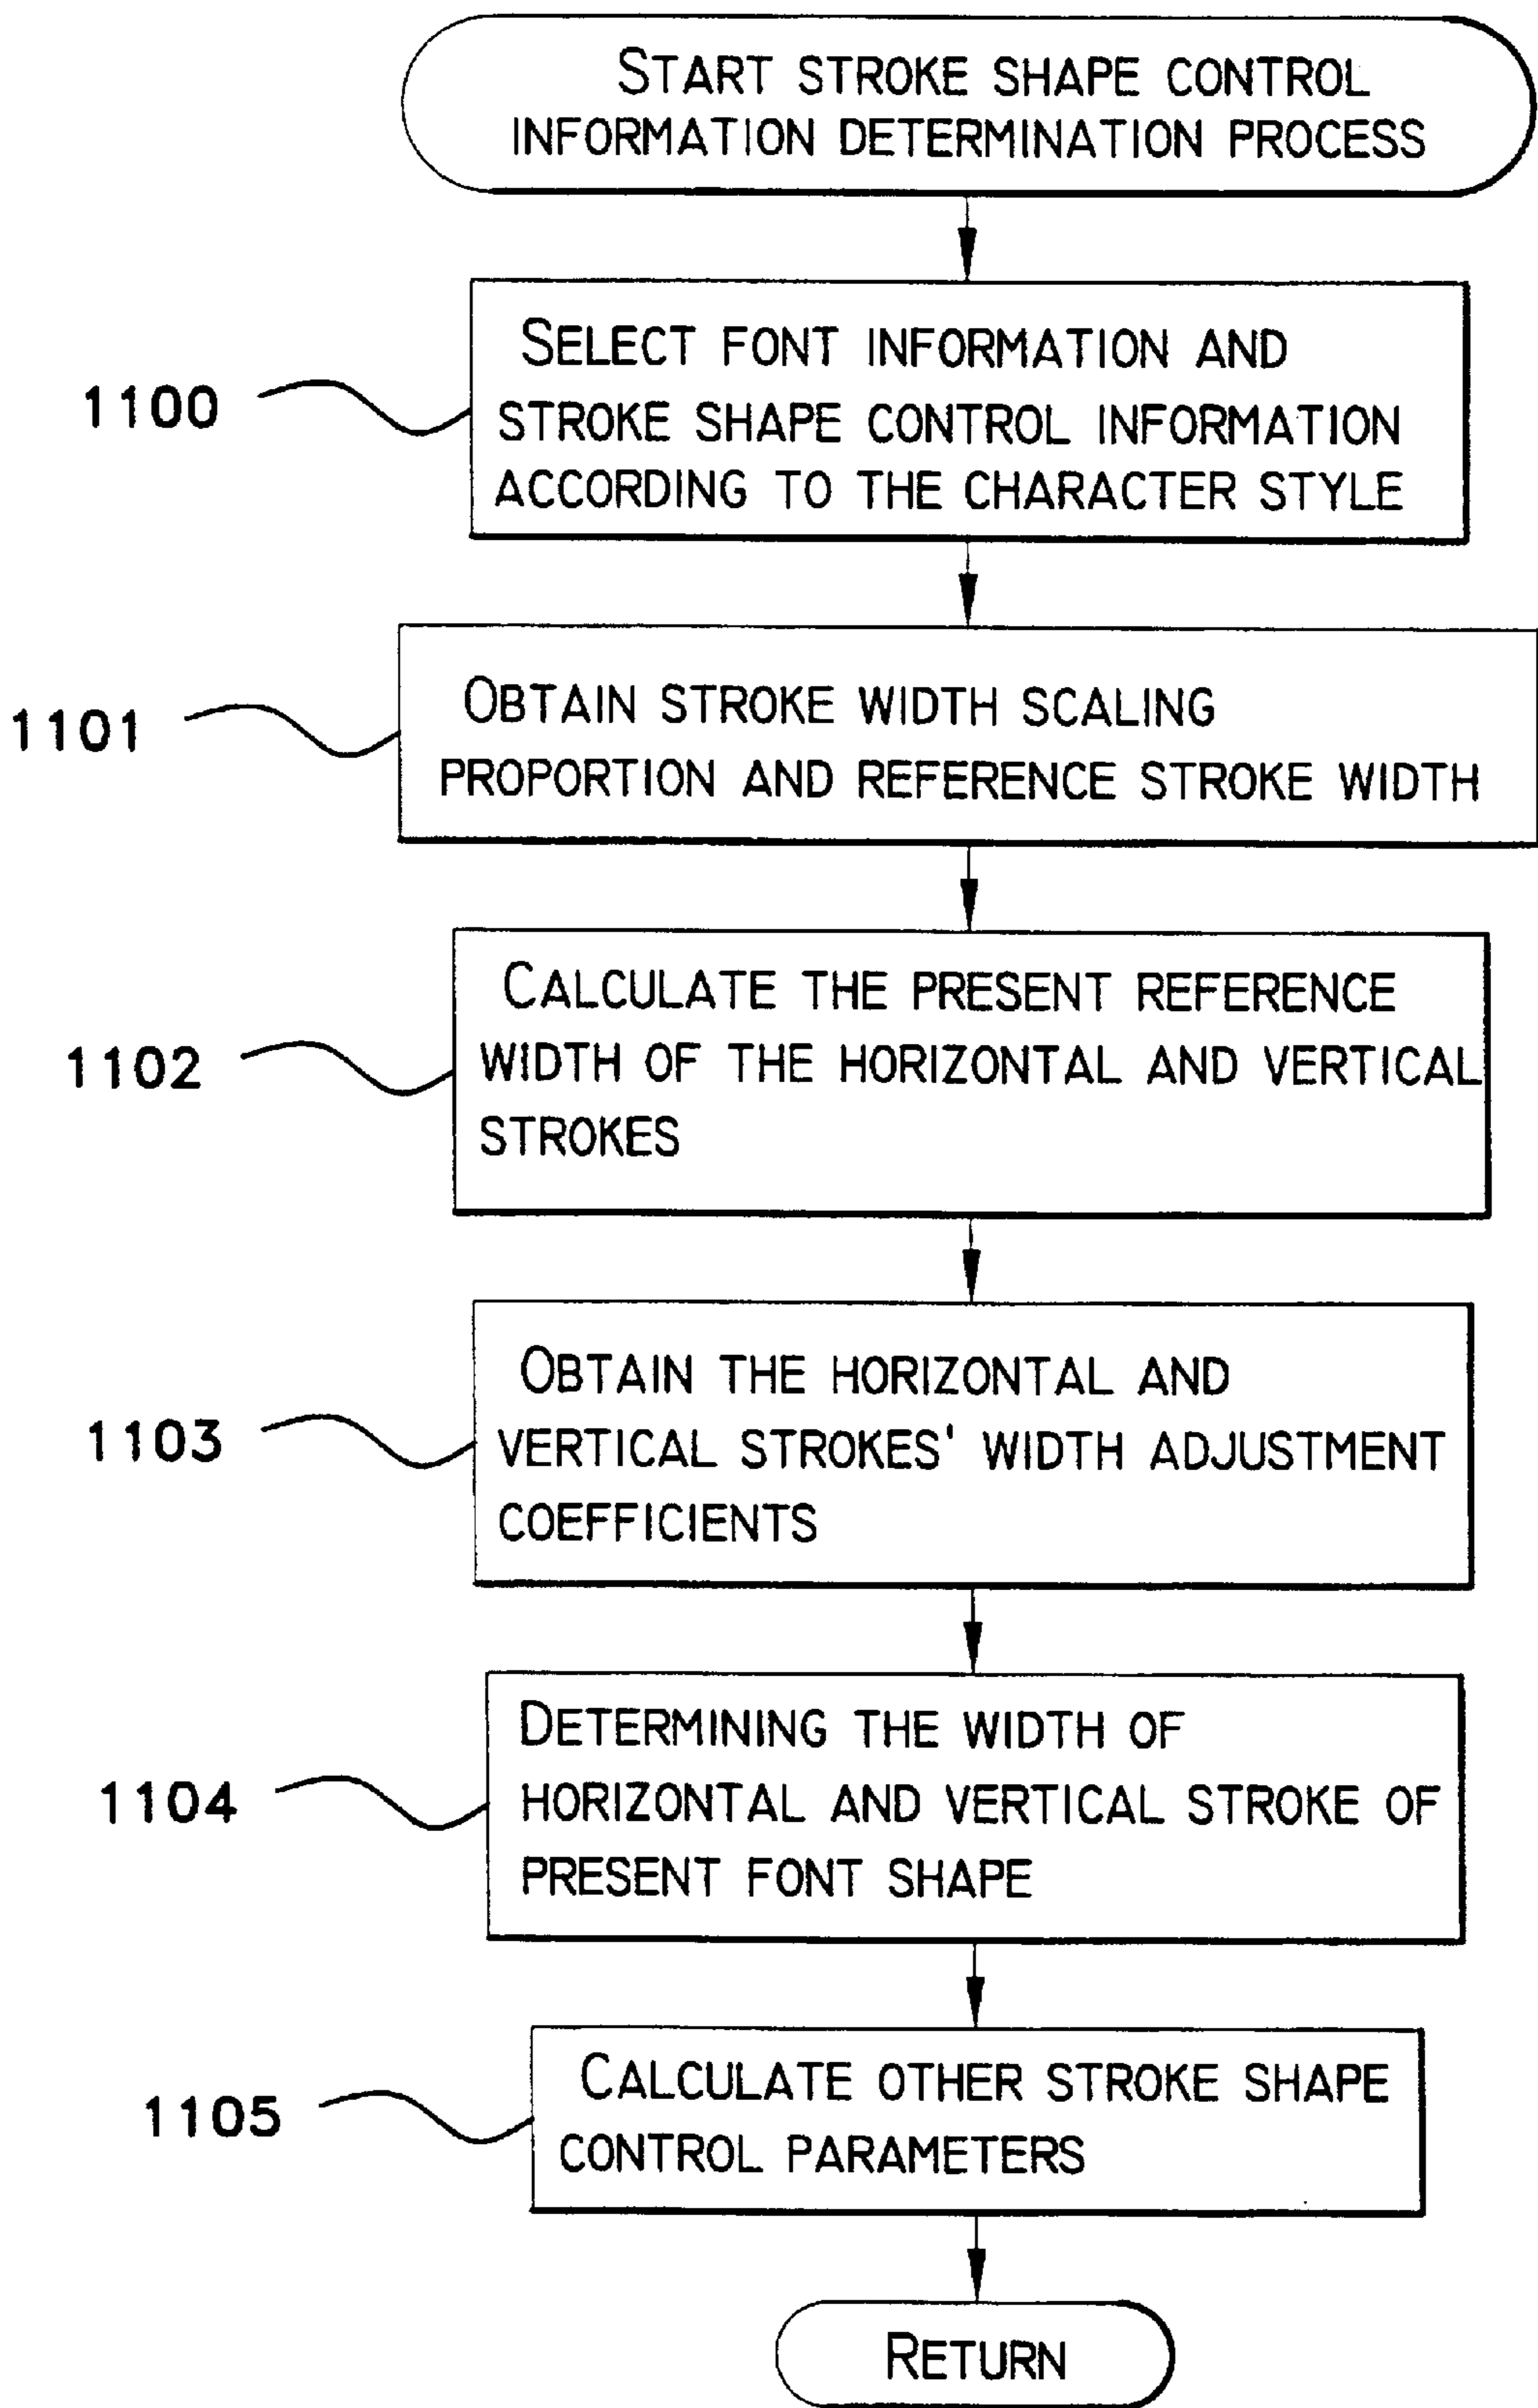 START STROKE SHAPE CONTROL
INFORMATION DETERMINATION PROCESS
1100
SELECT FONT INFORMATION AND
STROKE SHAPE CONTROL INFORMATION
ACCORDING TO THE CHARACTER STYLE
1101
OBTAIN STROKE WIDTH SCALING
PROPORTION AND REFERENCE STROKE WIDTH
1102
CALCULATE THE PRESENT REFERENCE
WIDTH OF THE HORIZONTAL AND VERTICAL
STROKES
1103
OBTAIN THE HORIZONTAL AND
VERTICAL STROKES' WIDTH ADJUSTMENT
COEFFICIENTS
1104
DETERMINING THE WIDTH OF
HORIZONTAL AND VERTICAL STROKE OF
PRESENT FONT SHAPE
1105
CALCULATE OTHER STROKE SHAPE
CONTROL PARAMETERS
RETURN